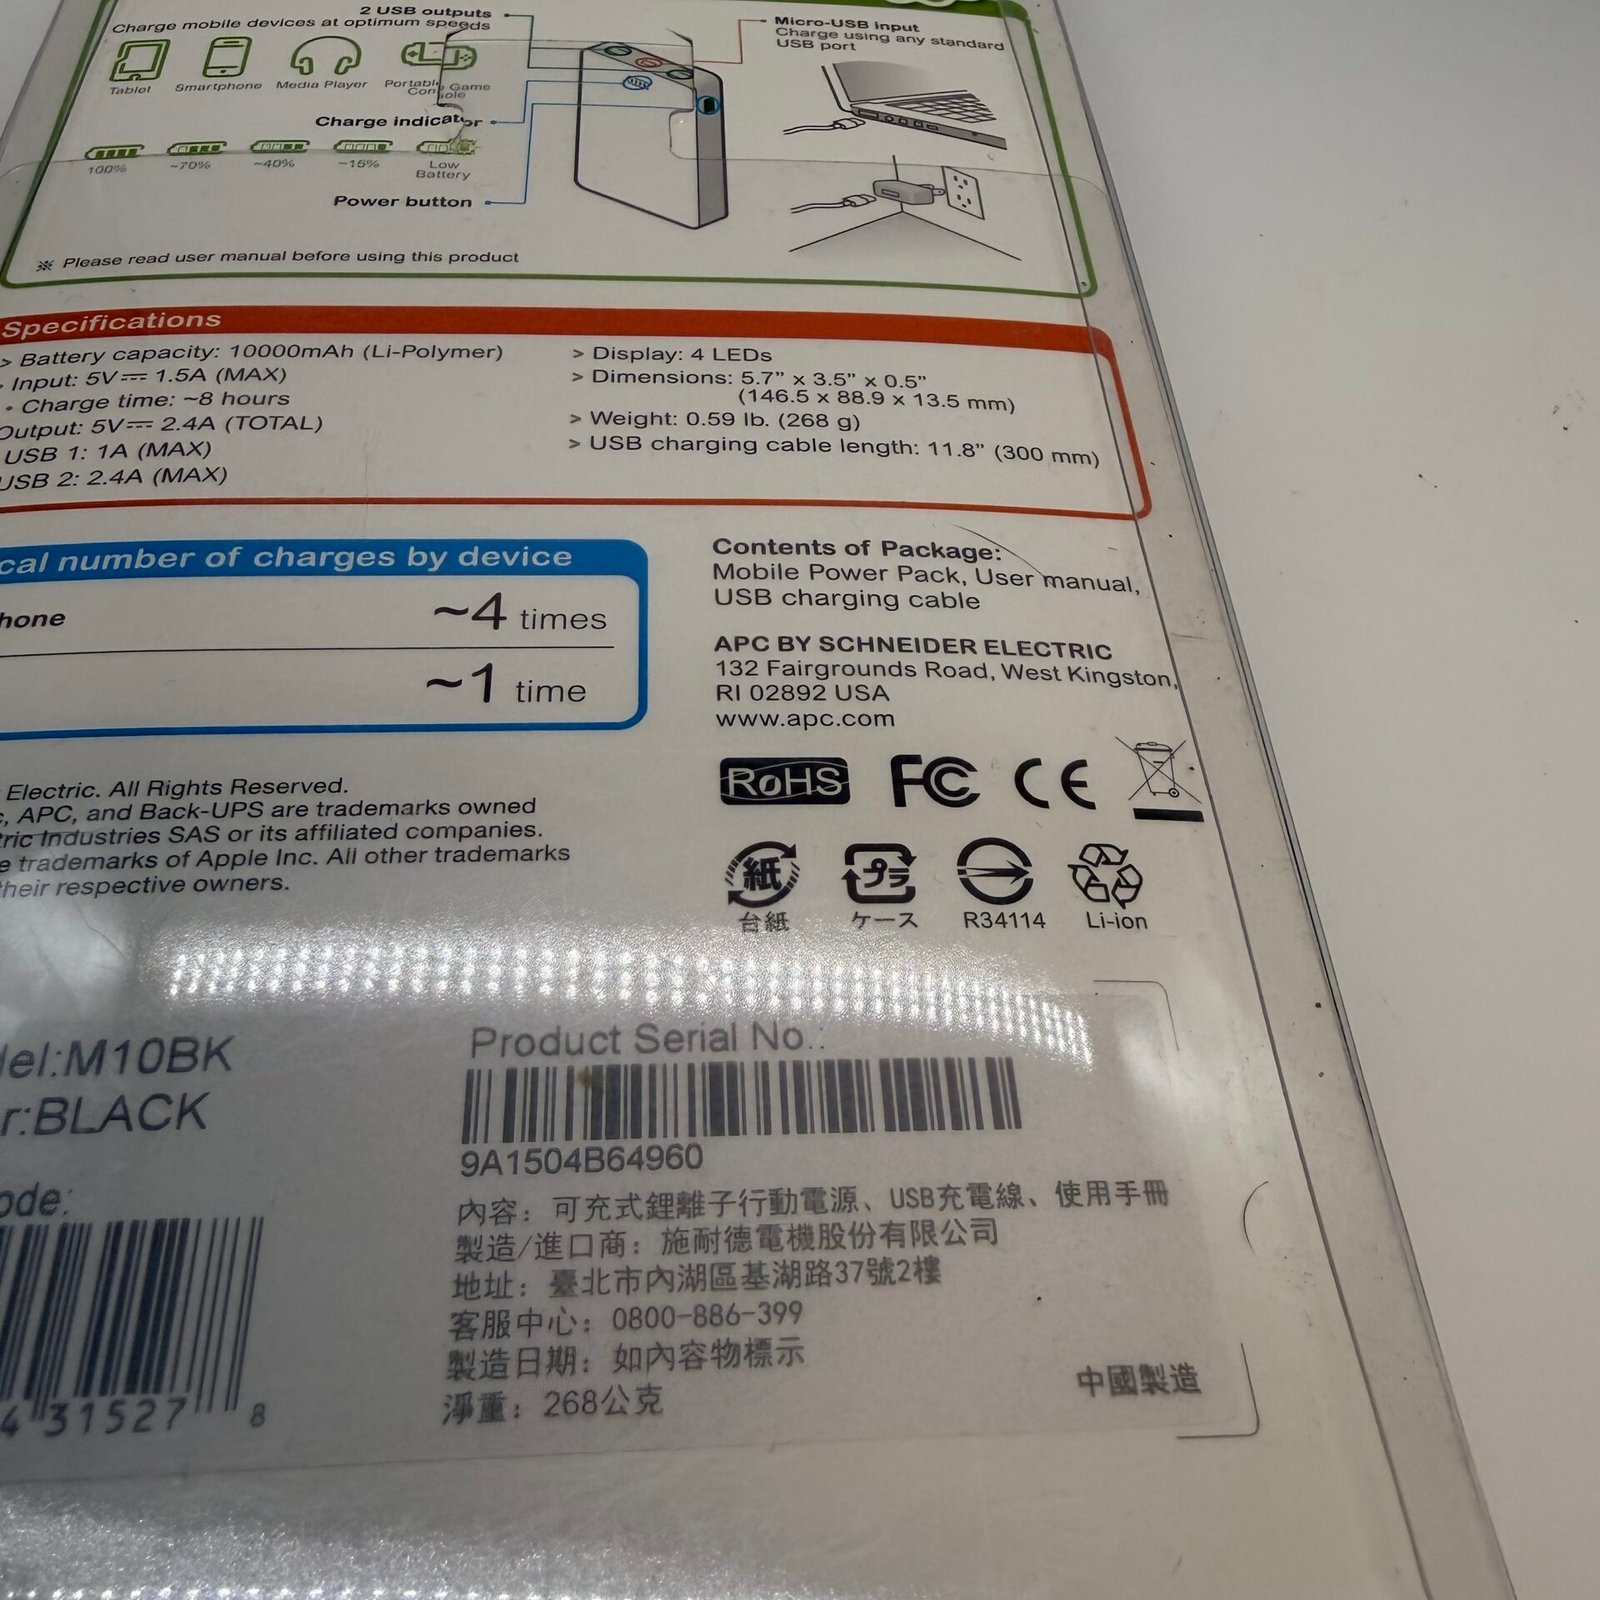 2 USB outputs
Charge mobile devices at optimum speeds
Tablet
Smartphone
Media Player
Portable Game
Console
Micro-USB input
Charge using any standard
USB port
Charge indicator
100%
~70%
~40%
~15%
Low
Battery
Power button
※ Please read user manual before using this product
Specifications
> Battery capacity: 10000mAh (Li-Polymer)
Input: 5V⎓ 1.5A (MAX)
• Charge time: ~8 hours
Output: 5V⎓ 2.4A (TOTAL)
USB 1: 1A (MAX)
USB 2: 2.4A (MAX)
> Display: 4 LEDs
> Dimensions: 5.7” x 3.5” x 0.5”
(146.5 x 88.9 x 13.5 mm)
> Weight: 0.59 lb. (268 g)
> USB charging cable length: 11.8” (300 mm)
cal number of charges by device
hone ~4 times
~1 time
Contents of Package:
Mobile Power Pack, User manual,
USB charging cable
APC BY SCHNEIDER ELECTRIC
132 Fairgrounds Road, West Kingston,
RI 02892 USA
www.apc.com
Electric. All Rights Reserved.
c, APC, and Back-UPS are trademarks owned
tric Industries SAS or its affiliated companies.
e trademarks of Apple Inc. All other trademarks
their respective owners.
RoHS FC CE
紙 プラ
台紙 ケース R34114 Li-ion
del:M10BK
r:BLACK
ode:
4 31527 8
Product Serial No.:
9A1504B64960
內容：可充式鋰離子行動電源、USB充電線、使用手冊
製造/進口商：施耐德電機股份有限公司
地址：臺北市內湖區基湖路37號2樓
客服中心：0800-886-399
製造日期：如內容物標示
淨重：268公克
中國製造